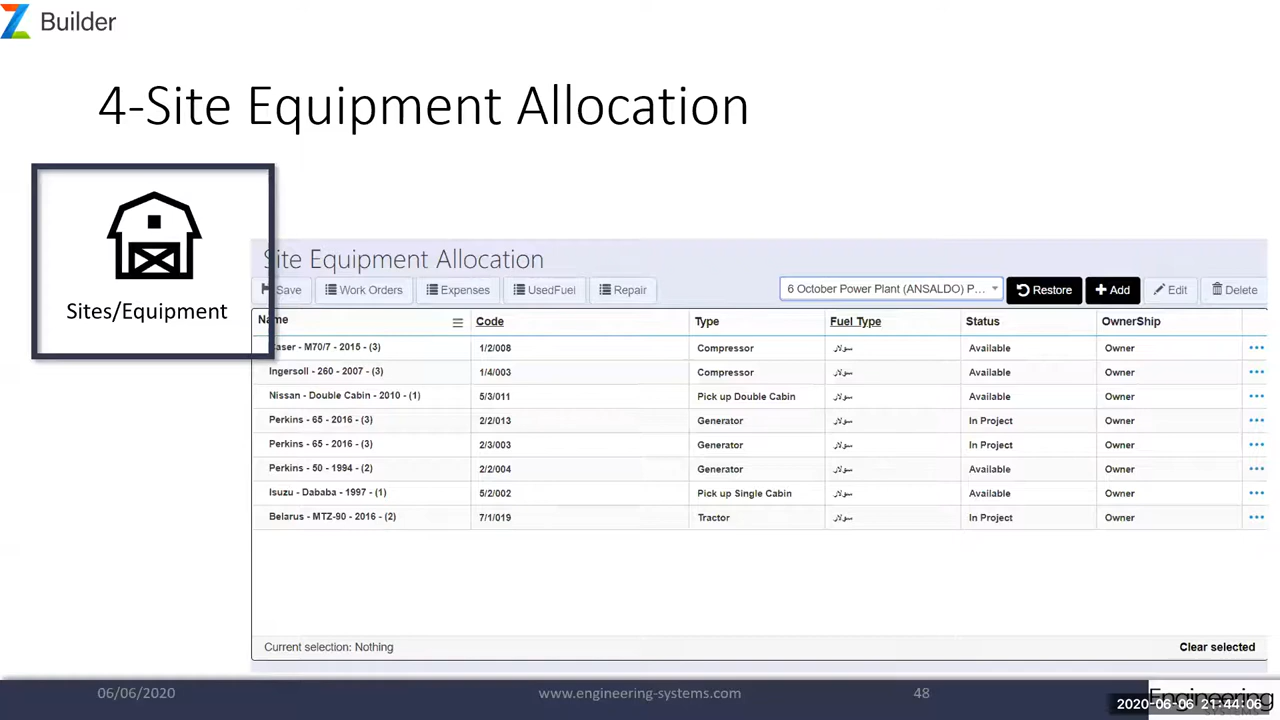 Builder
4-Site Equipment Allocation
Sites/Equipment
Site Equipment Allocation
Save Work Orders Expenses UsedFuel Repair 6 October Power Plant (ANSALDO) P... Restore Add Edit Delete
Name Code Type Fuel Type Status OwnerShip
Caser - M70/7 - 2015 - (3) 1/2/008 Compressor سولار Available Owner
Ingersoll - 260 - 2007 - (3) 1/4/003 Compressor سولار Available Owner
Nissan - Double Cabin - 2010 - (1) 5/3/011 Pick up Double Cabin سولار Available Owner
Perkins - 65 - 2016 - (3) 2/2/013 Generator سولار In Project Owner
Perkins - 65 - 2016 - (3) 2/3/003 Generator سولار In Project Owner
Perkins - 50 - 1994 - (2) 2/2/004 Generator سولار Available Owner
Isuzu - Dababa - 1997 - (1) 5/2/002 Pick up Single Cabin سولار Available Owner
Belarus - MTZ-90 - 2016 - (2) 7/1/019 Tractor سولار In Project Owner
Current selection: Nothing Clear selected
06/06/2020 www.engineering-systems.com 48 Engineering
2020-06-06 21:44:06